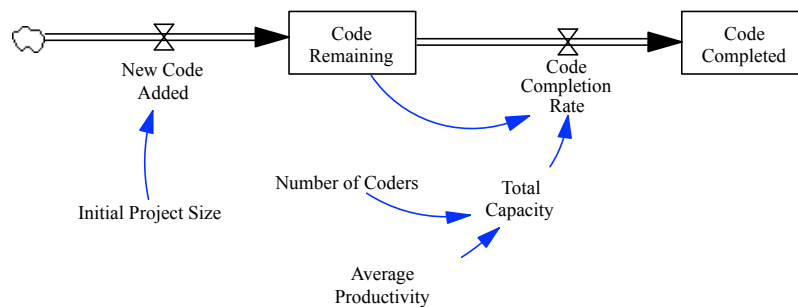 Code
Remaining
Code
Completed
New Code
Added
Code
Completion
Rate
Initial Project Size
Number of Coders
Total
Capacity
Average
Productivity